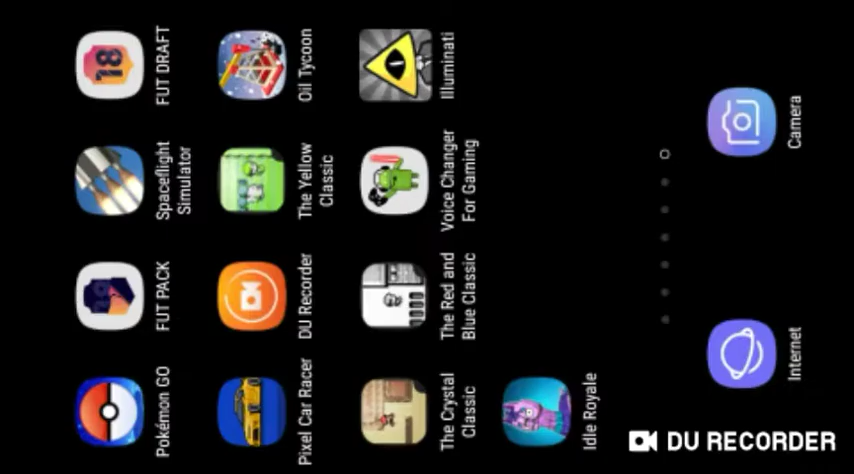 Pokémon GO
FUT PACK
Spaceflight
Simulator
18
FUT DRAFT
Pixel Car Racer
DU Recorder
The Yellow
Classic
Oil Tycoon
The Crystal
Classic
The Red and
Blue Classic
Voice Changer
For Gaming
Illuminati
Idle Royale
Internet
Camera
DU RECORDER